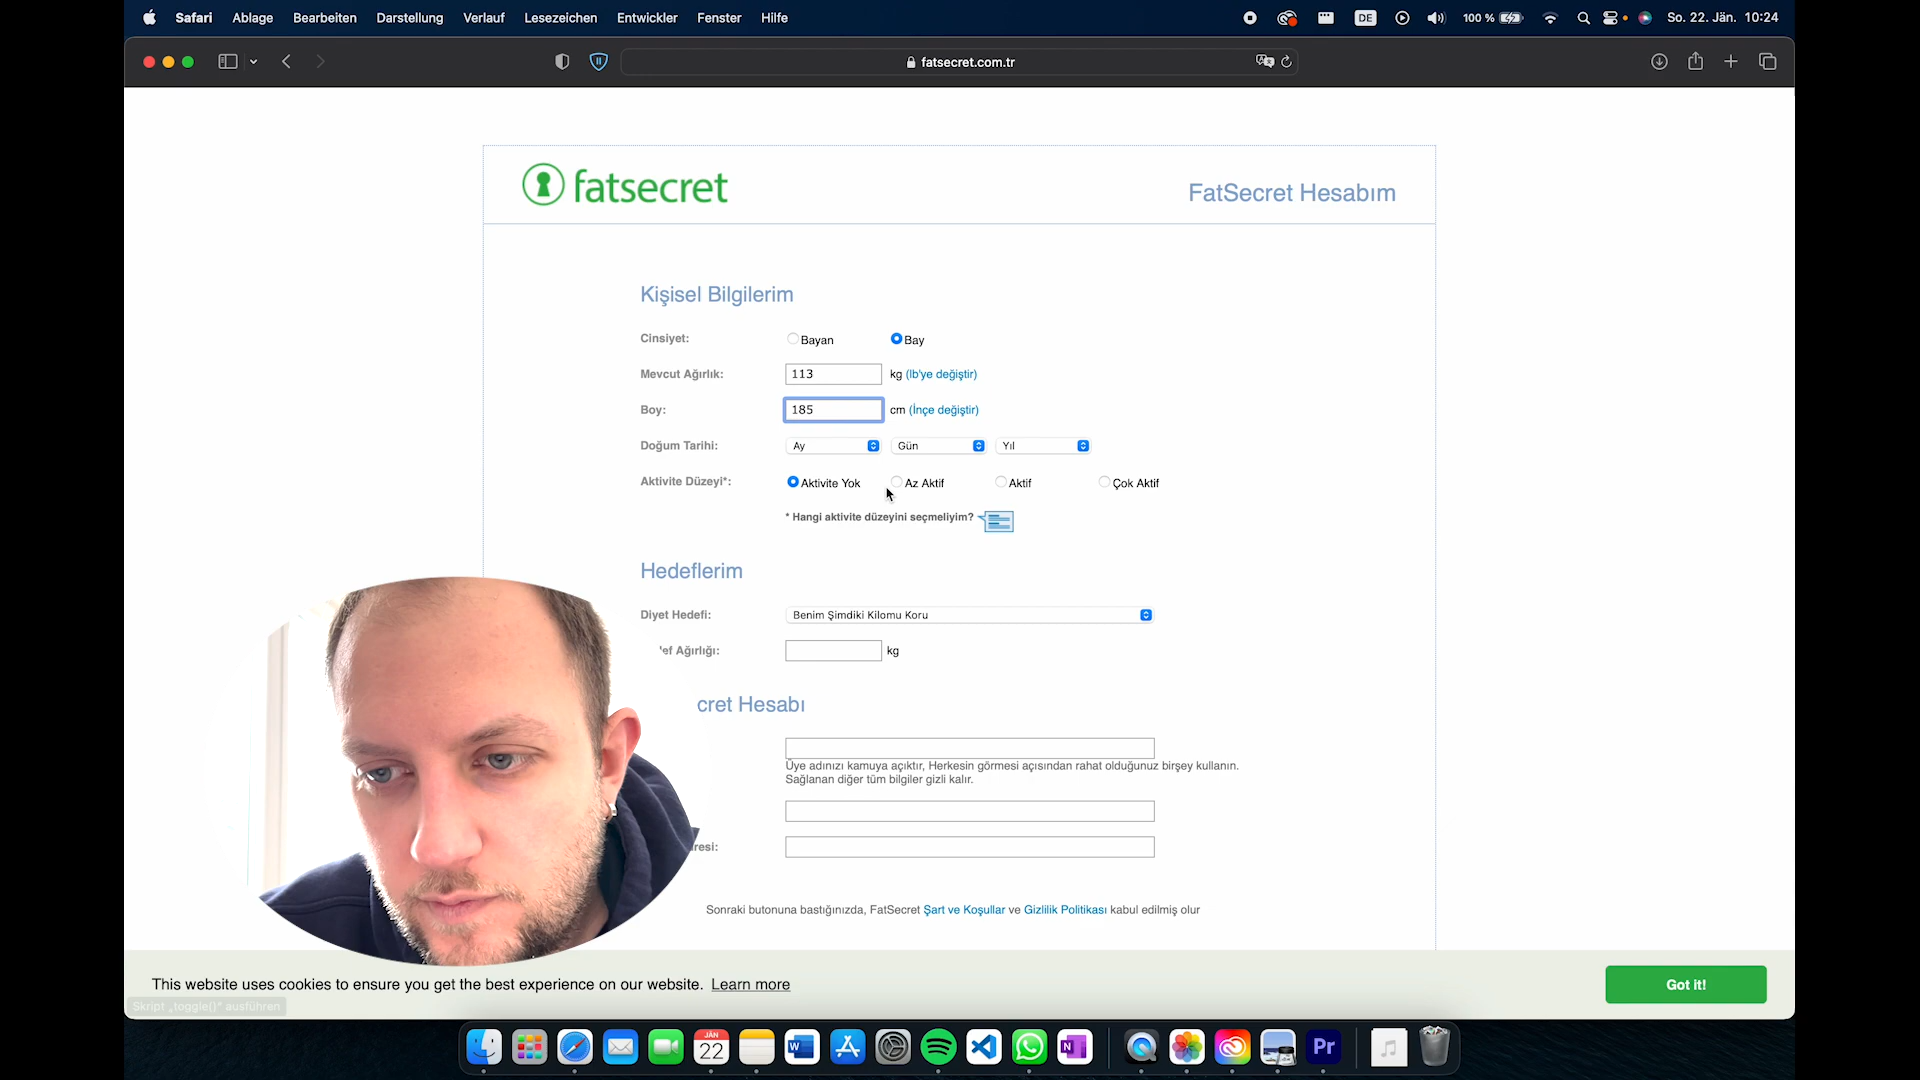 Safari Ablage Bearbeiten Darstellung Verlauf Lesezeichen Entwickler Fenster Hilfe DE 100 % So. 22. Jän. 10:24
fatsecret.com.tr
fatsecret
FatSecret Hesabım
Kişisel Bilgilerim
Cinsiyet: Bayan Bay
Mevcut Ağırlık: 113 kg (lb'ye değiştir)
Boy: 185 cm (İnçe değiştir)
Doğum Tarihi: Ay Gün Yıl
Aktivite Düzeyi*: Aktivite Yok Az Aktif Aktif Çok Aktif
* Hangi aktivite düzeyini seçmeliyim?
Hedeflerim
Diyet Hedefi: Benim Şimdiki Kilomu Koru
ef Ağırlığı: kg
cret Hesabı
Üye adınızı kamuya açıktır, Herkesin görmesi açısından rahat olduğunuz birşey kullanın.
Sağlanan diğer tüm bilgiler gizli kalır.
resi:
Sonraki butonuna bastığınızda, FatSecret Şart ve Koşullar ve Gizlilik Politikası kabul edilmiş olur
This website uses cookies to ensure you get the best experience on our website. Learn more
Got it!
Skript „toggle()“ ausführen
JÄN
22
W
N
Pr